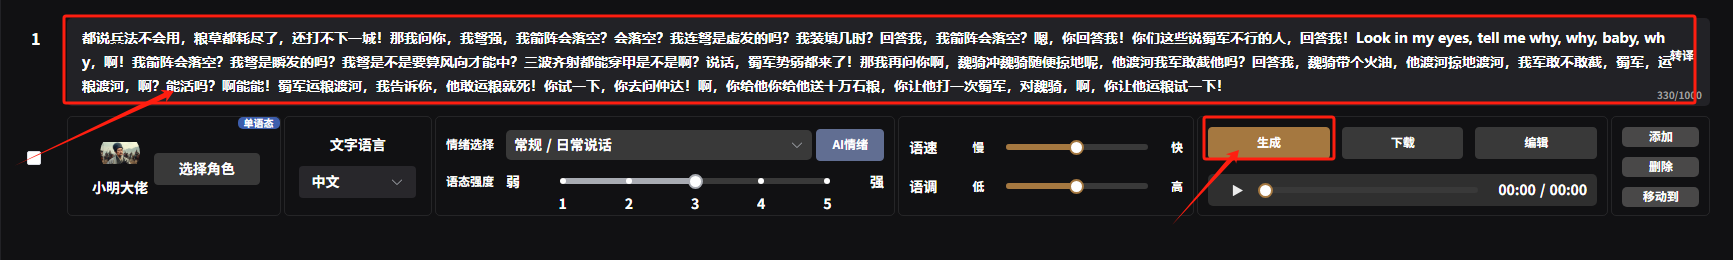 1
都说兵法不会用，粮草都耗尽了，还打不下一城！那我问你，我弩强，我箭阵会落空？会落空？我连弩是虚发的吗？我装填几时？回答我，我箭阵会落空？嗯，你回答我！你们这些说蜀军不行的人，回答我！Look in my eyes, tell me why, why, baby, wh
y，啊！我箭阵会落空？我弩是瞬发的吗？我弩是不是要算风向才能中？三波齐射都能穿甲是不是啊？说话，蜀军势弱都来了！那我再问你啊，魏骑冲魏骑随便掠地呢，他渡河我军敢截他吗？回答我，魏骑带个火油，他渡河掠地渡河，我军敢不敢截，蜀军，运
粮渡河，啊？能活吗？啊能能！蜀军运粮渡河，我告诉你，他敢运粮就死！你试一下，你去问仲达！啊，你给他你给他送十万石粮，你让他打一次蜀军，对魏骑，啊，你让他运粮试一下！
转译
330/1000
单语态
选择角色
小明大佬
文字语言
中文
情绪选择 常规 / 日常说话 AI情绪
语态强度 弱 强
1 2 3 4 5
语速 慢 快
语调 低 高
生成 下载 编辑
00:00 / 00:00
添加
删除
移动到